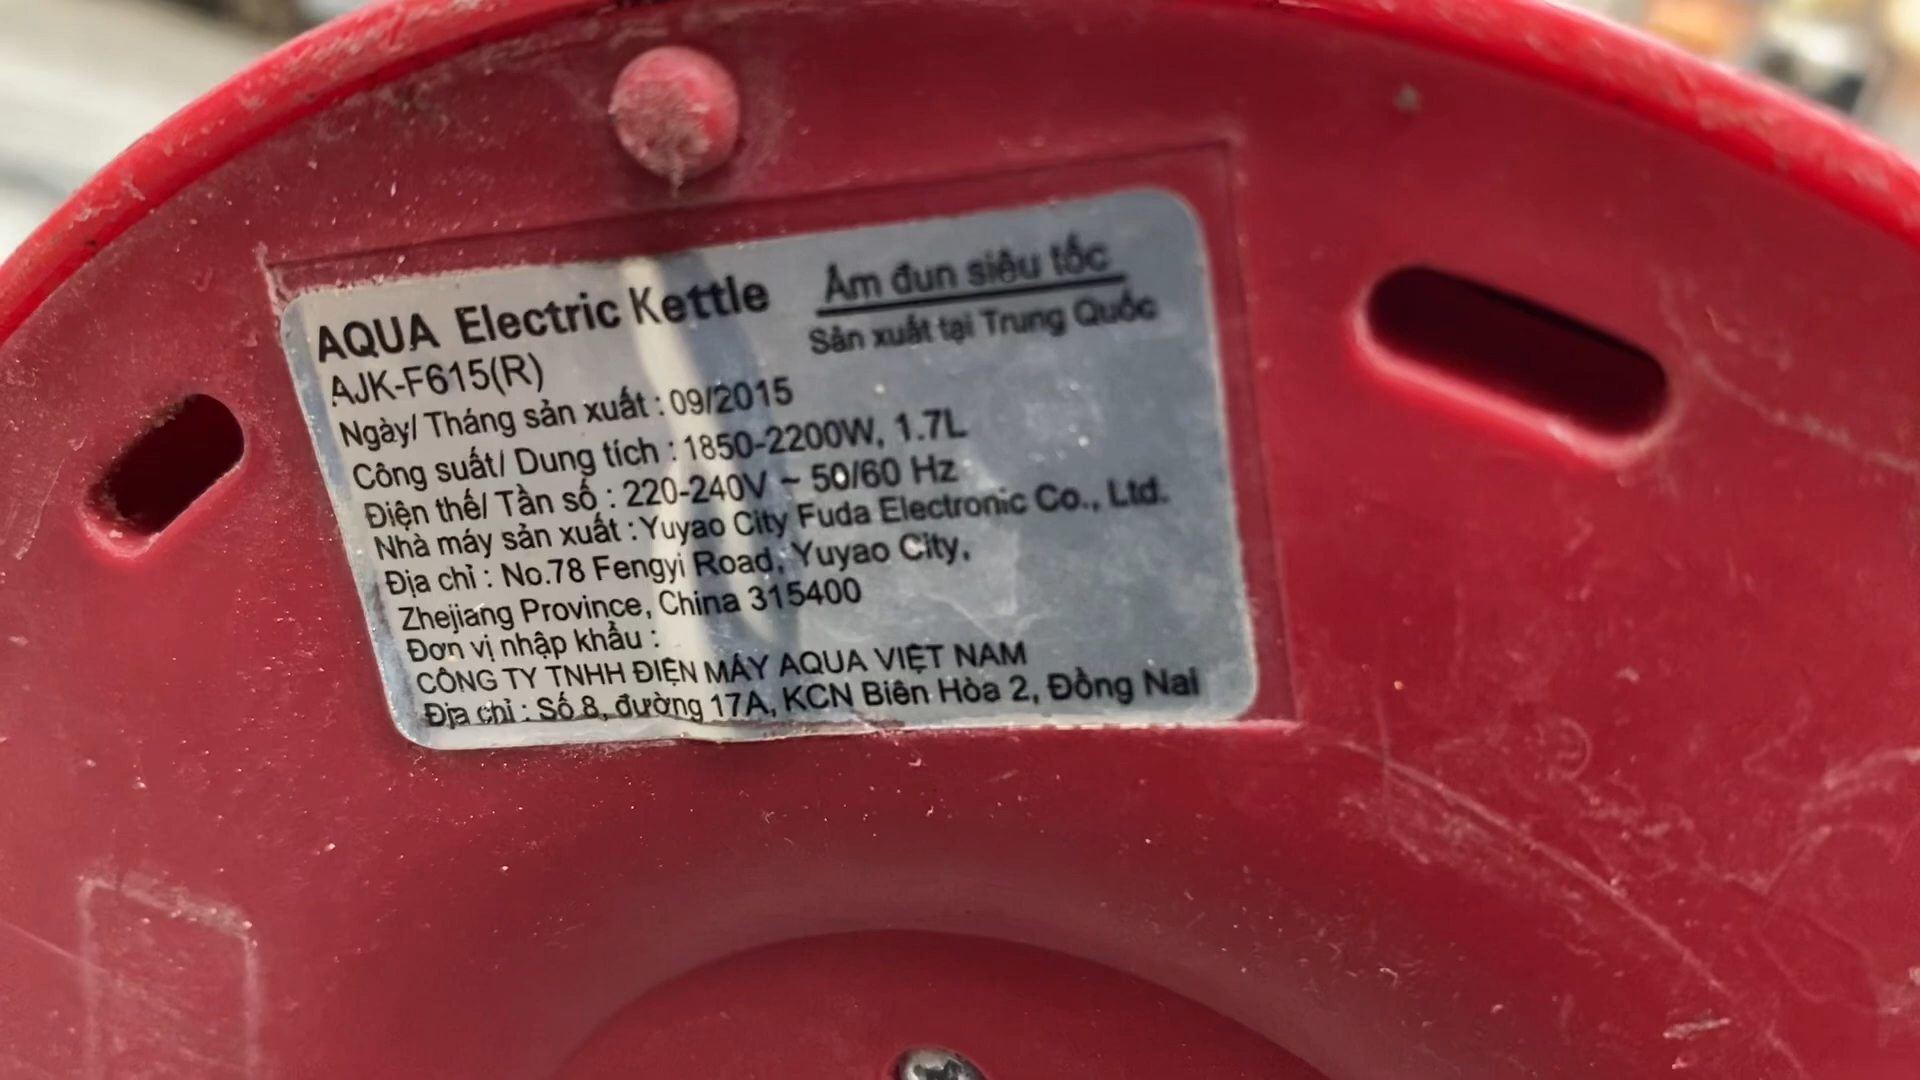 AQUA Electric Kettle
Ấm đun siêu tốc
AJK-F615(R)
Sản xuất tại Trung Quốc
Ngày/ Tháng sản xuất : 09/2015
Công suất/ Dung tích : 1850-2200W, 1.7L
Điện thế/ Tần số : 220-240V ~ 50/60 Hz
Nhà máy sản xuất : Yuyao City Fuda Electronic Co., Ltd.
Địa chỉ : No.78 Fengyi Road, Yuyao City,
Zhejiang Province, China 315400
Đơn vị nhập khẩu :
CÔNG TY TNHH ĐIỆN MÁY AQUA VIỆT NAM
Địa chỉ : Số 8, đường 17A, KCN Biên Hòa 2, Đồng Nai